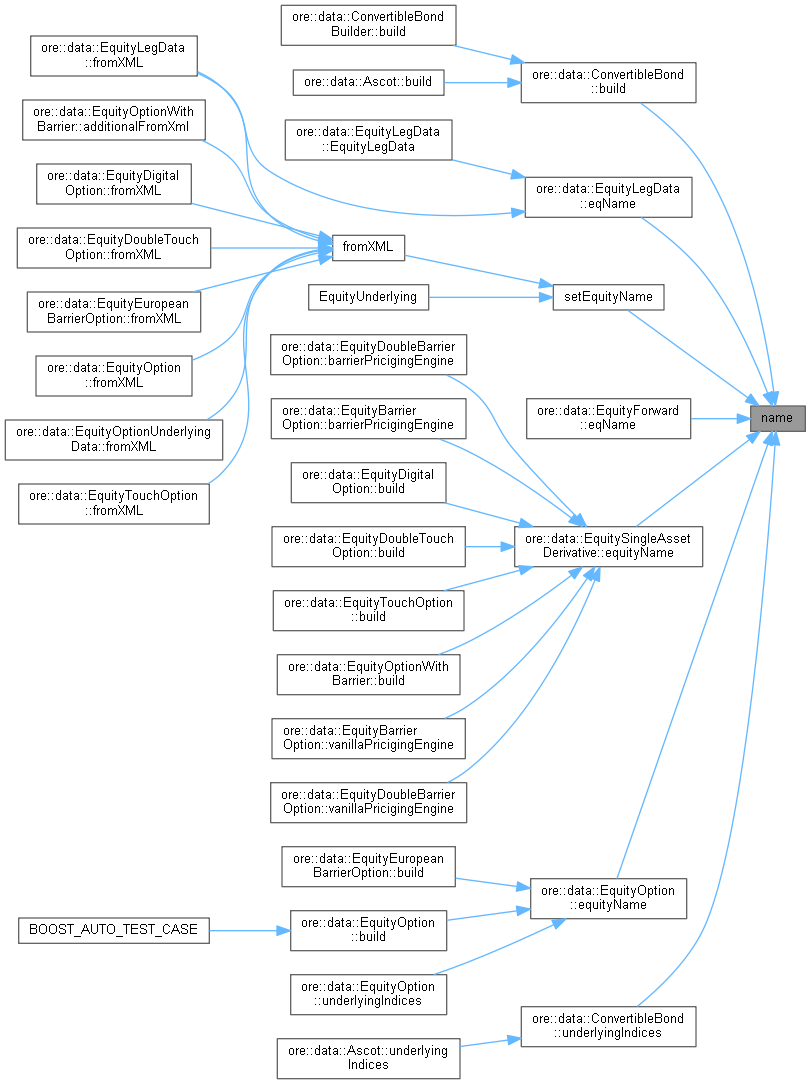 ore::data::ConvertibleBond
Builder::build
ore::data::EquityLegData
::fromXML
ore::data::Ascot::build
ore::data::ConvertibleBond
::build
ore::data::EquityOptionWith
Barrier::additionalFromXml
ore::data::EquityLegData
::EquityLegData
ore::data::EquityDigital
Option::fromXML
ore::data::EquityLegData
::eqName
ore::data::EquityDoubleTouch
Option::fromXML
fromXML
ore::data::EquityEuropean
BarrierOption::fromXML
EquityUnderlying
setEquityName
ore::data::EquityDoubleBarrier
Option::barrierPricigingEngine
ore::data::EquityOption
::fromXML
ore::data::EquityBarrier
Option::barrierPricigingEngine
ore::data::EquityForward
::eqName
name
ore::data::EquityOptionUnderlying
Data::fromXML
ore::data::EquityDigital
Option::build
ore::data::EquityTouchOption
::fromXML
ore::data::EquityDoubleTouch
Option::build
ore::data::EquitySingleAsset
Derivative::equityName
ore::data::EquityTouchOption
::build
ore::data::EquityOptionWith
Barrier::build
ore::data::EquityBarrier
Option::vanillaPricigingEngine
ore::data::EquityDoubleBarrier
Option::vanillaPricigingEngine
ore::data::EquityEuropean
BarrierOption::build
ore::data::EquityOption
::equityName
BOOST_AUTO_TEST_CASE
ore::data::EquityOption
::build
ore::data::EquityOption
::underlyingIndices
ore::data::ConvertibleBond
::underlyingIndices
ore::data::Ascot::underlying
Indices